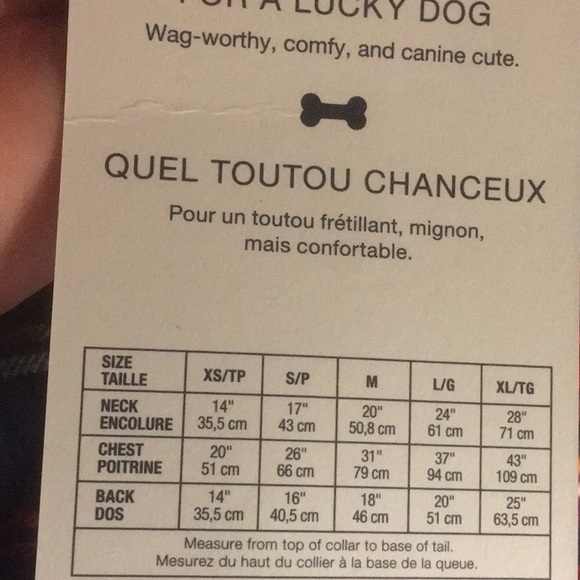 FOR A LUCKY DOG
Wag-worthy, comfy, and canine cute.
QUEL TOUTOU CHANCEUX
Pour un toutou frétillant, mignon,
mais confortable.
SIZE
TAILLE XS/TP S/P M L/G XL/TG
NECK 14" 17" 20" 24" 28"
ENCOLURE 35,5 cm 43 cm 50,8 cm 61 cm 71 cm
CHEST 20" 26" 31" 37" 43"
POITRINE 51 cm 66 cm 79 cm 94 cm 109 cm
BACK 14" 16" 18" 20" 25"
DOS 35,5 cm 40,5 cm 46 cm 51 cm 63,5 cm
Measure from top of collar to base of tail.
Mesurez du haut du collier à la base de la queue.